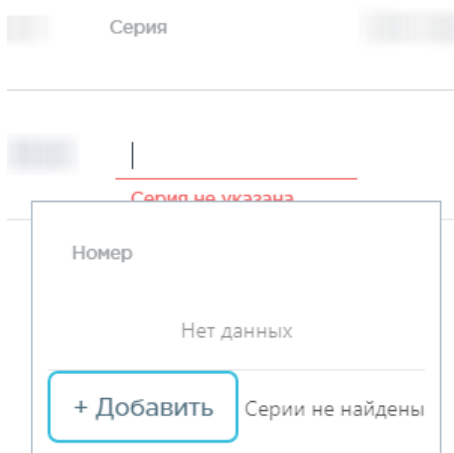 Серия
Серия не указана
Номер
Нет данных
+ Добавить Серии не найдены